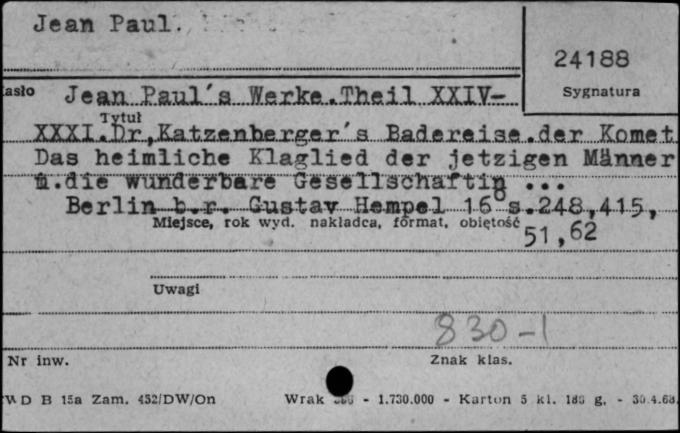 Jean Paul.
24188
Sygnatura
asło Jean Paul's Werke.Theil XXIV-
Tytuł
XXXI.Dr,Katzenberger's Badereise.der Komet
Das heimliche Klaglied der jetzigen Männer
u.die wunderbare Gesellschaftin ...
Berlin b.r. Gustav Hempel 16° s.248,415,
Miejsce, rok wyd. nakładca, format, objętość
51,62
Uwagi
830-1
Nr inw.
Znak klas.
WD B 15a Zam. 452/DW/On Wrak - 1.730.000 - Karton 5 kl. 180 g. - 30.4.68.